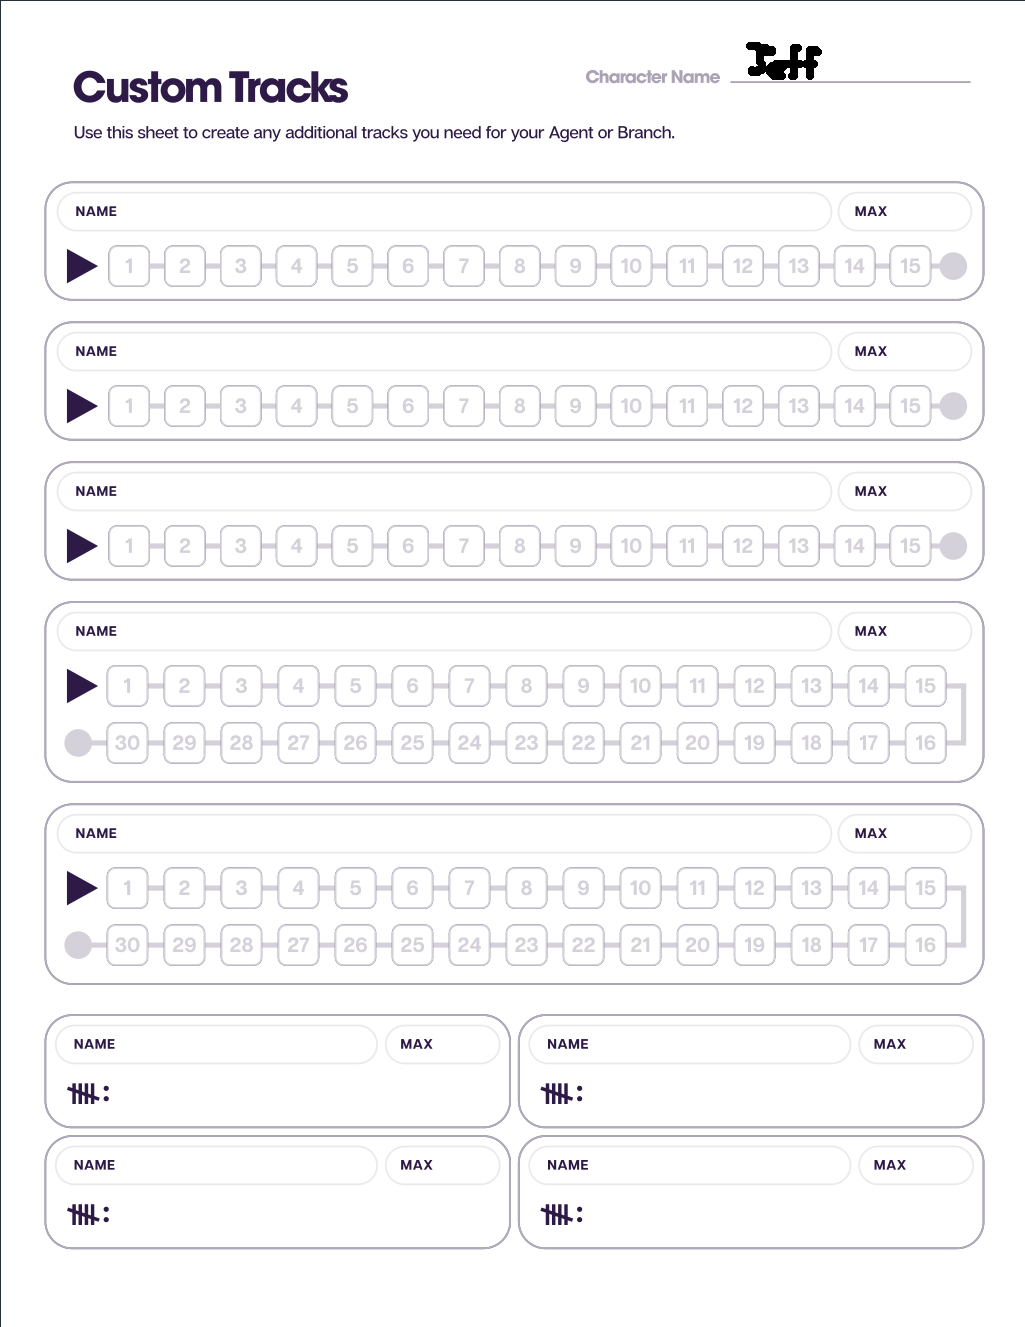 Custom Tracks
Character Name Jeff
Use this sheet to create any additional tracks you need for your Agent or Branch.
NAME MAX
1 2 3 4 5 6 7 8 9 10 11 12 13 14 15
NAME MAX
1 2 3 4 5 6 7 8 9 10 11 12 13 14 15
NAME MAX
1 2 3 4 5 6 7 8 9 10 11 12 13 14 15
NAME MAX
1 2 3 4 5 6 7 8 9 10 11 12 13 14 15
30 29 28 27 26 25 24 23 22 21 20 19 18 17 16
NAME MAX
1 2 3 4 5 6 7 8 9 10 11 12 13 14 15
30 29 28 27 26 25 24 23 22 21 20 19 18 17 16
NAME MAX NAME MAX
: :
NAME MAX NAME MAX
: :